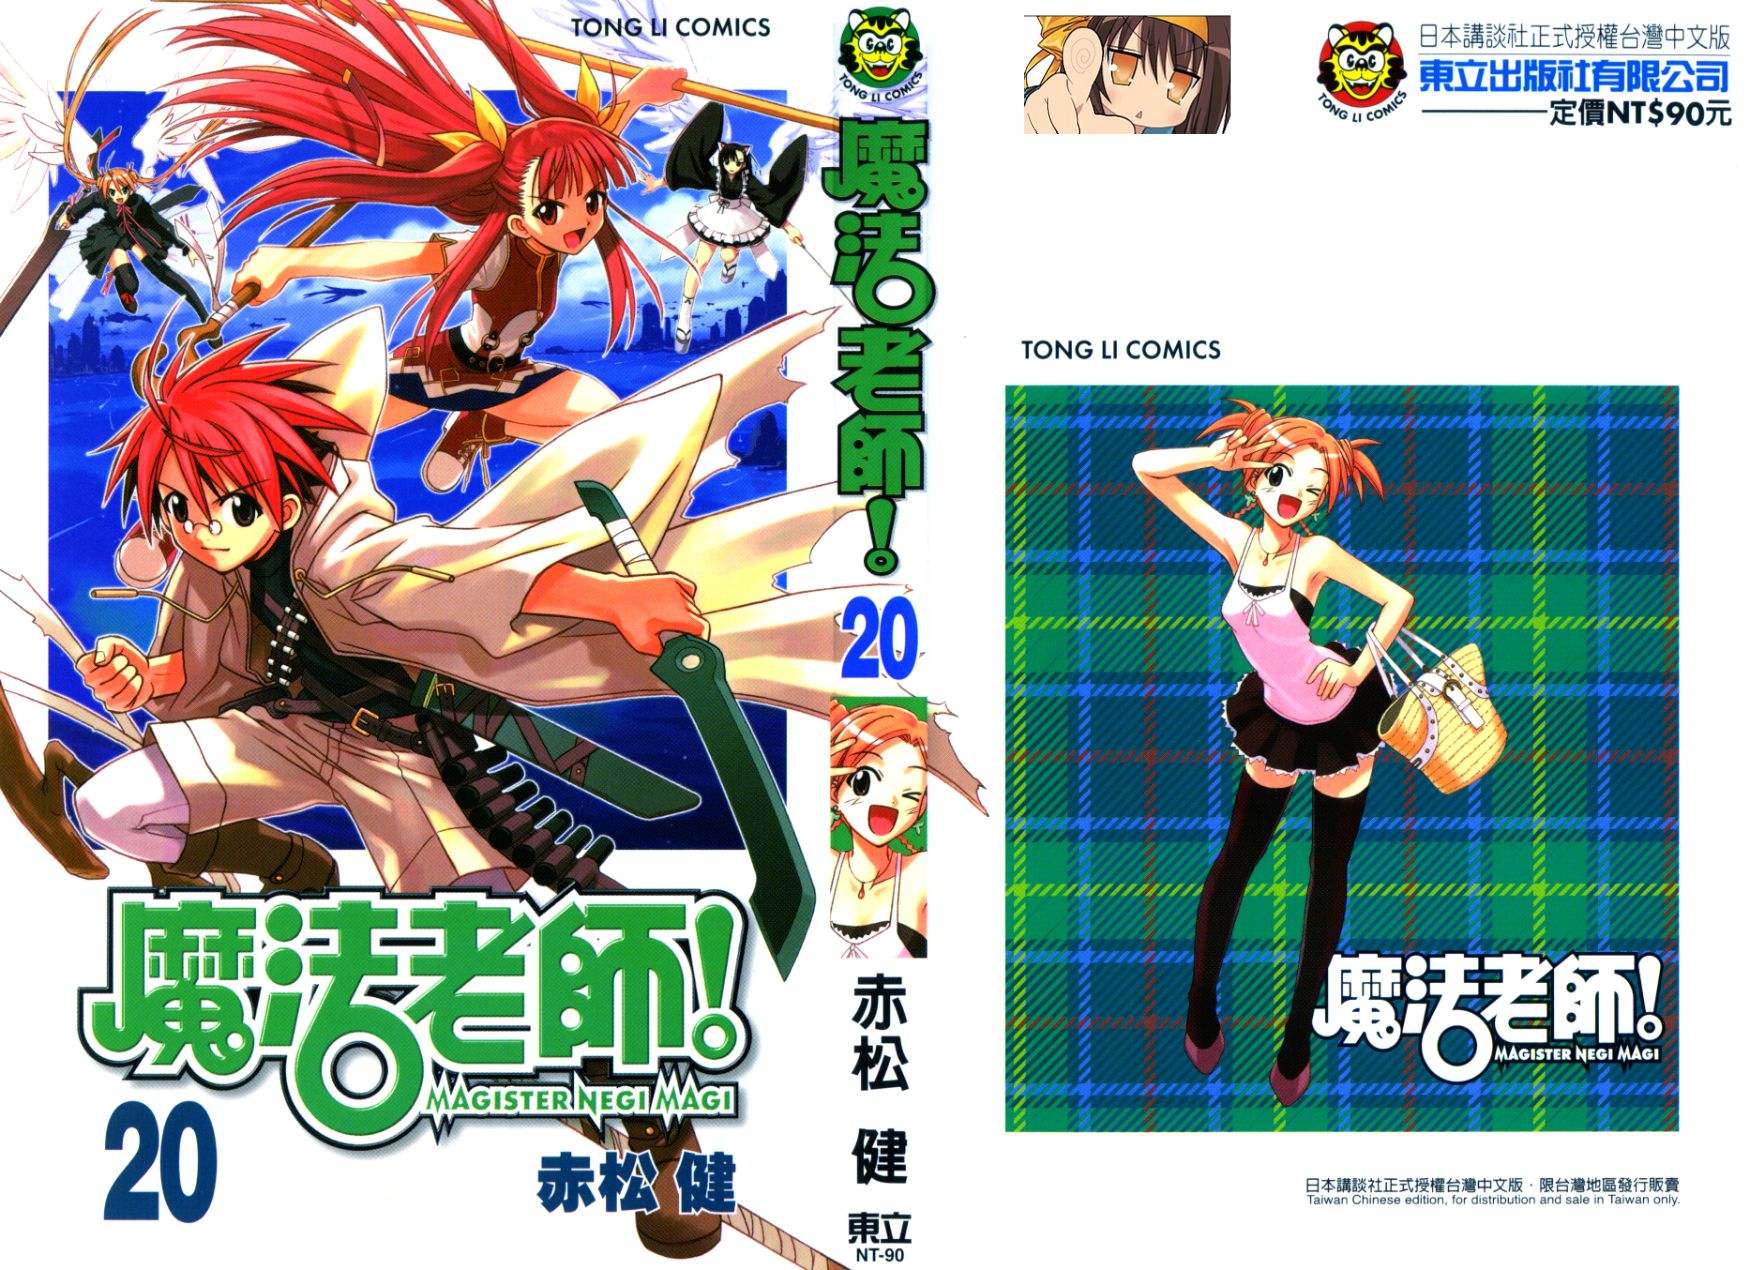 TONG LI COMICS
魔法老師!
MAGISTER NEGI MAGI
20
赤松 健
TONG LI COMICS
魔法老師!
20
赤松 健
東立
NT-90
TONG LI COMICS
日本講談社正式授權台灣中文版
東立出版社有限公司
定價NT$90元
TONG LI COMICS
魔法老師!
MAGISTER NEGI MAGI
日本講談社正式授權台灣中文版・限台灣地區發行販賣
Taiwan Chinese edition, for distribution and sale in Taiwan only.